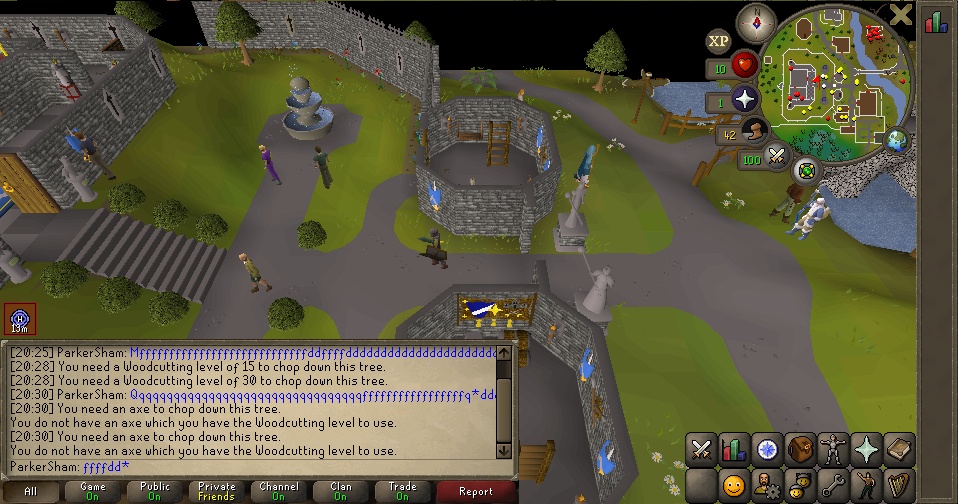 N
XP
10
1
42
100
13m
[20:25] ParkerSham: Mffffffffffffffffffffffffffffddffffdddddddddddddddddddddddd
[20:28] You need a Woodcutting level of 15 to chop down this tree.
[20:28] You need a Woodcutting level of 30 to chop down this tree.
[20:30] ParkerSham: Qqqqqqqqqqqqqqqqqqqqqqqqqqqqqqqqfffffffffffffffffq*dd
[20:30] You need an axe to chop down this tree.
You do not have an axe which you have the Woodcutting level to use.
[20:30] You need an axe to chop down this tree.
You do not have an axe which you have the Woodcutting level to use.
ParkerSham: ffffdd*
All
Game
On
Public
On
Private
Friends
Channel
On
Clan
On
Trade
On
Report